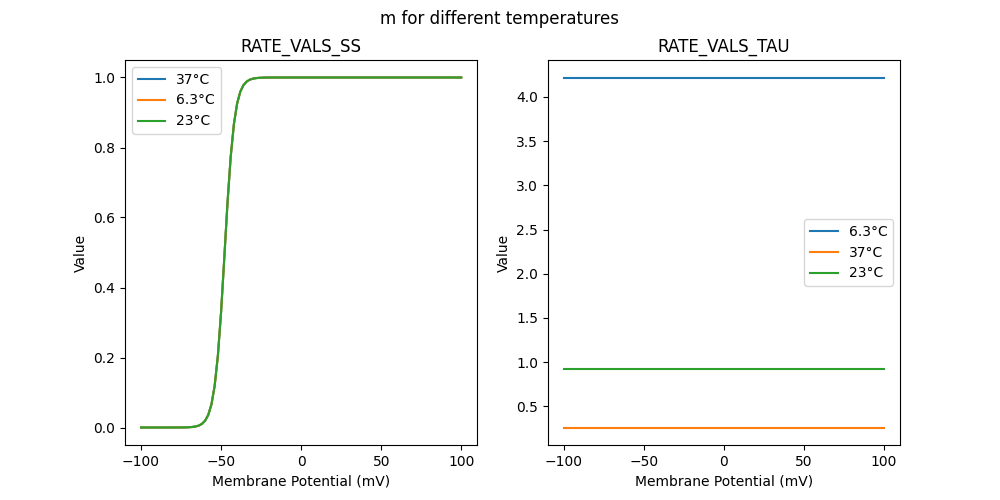 m for different temperatures
RATE_VALS_SS
37°C
6.3°C
23°C
1.0
0.8
0.6
0.4
0.2
0.0
Value
−100
−50
0
50
100
Membrane Potential (mV)
RATE_VALS_TAU
6.3°C
37°C
23°C
4.0
3.5
3.0
2.5
2.0
1.5
1.0
0.5
Value
−100
−50
0
50
100
Membrane Potential (mV)